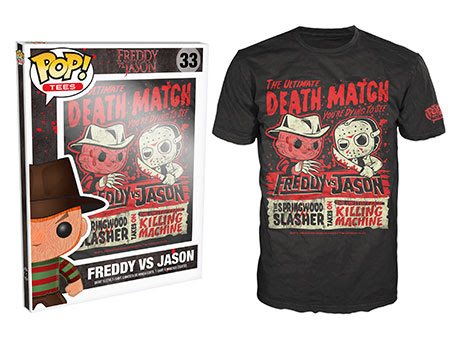 POP!
TEES
FREDDY
VS
JASON
33
THE ULTIMATE
DEATH MATCH
YOU'RE DYING TO SEE
FREDDY VS JASON
THE SPRINGWOOD
SLASHER
TAKES ON
KILLING
MACHINE
FREDDY VS JASON
THE ULTIMATE
DEATH MATCH
YOU'RE DYING TO SEE
FREDDY VS JASON
THE SPRINGWOOD
SLASHER
TAKES ON
KILLING
MACHINE